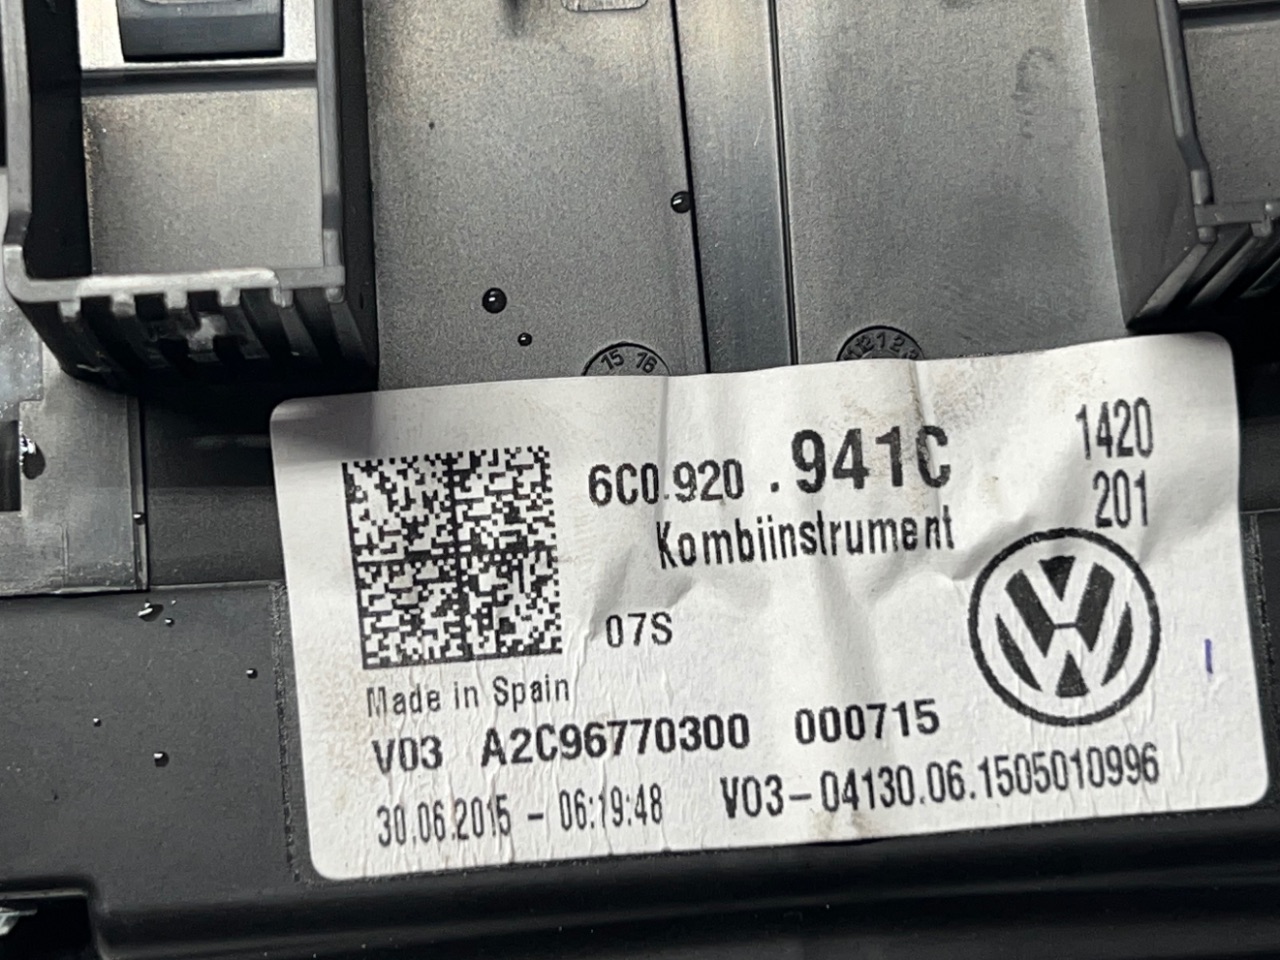 15 16
1212
6C0.920 .941C 1420
201
Kombiinstrument
07S
Made in Spain
V03 A2C96770300 000715
30.06.2015 - 06:19:48 V03-04130.06.1505010996